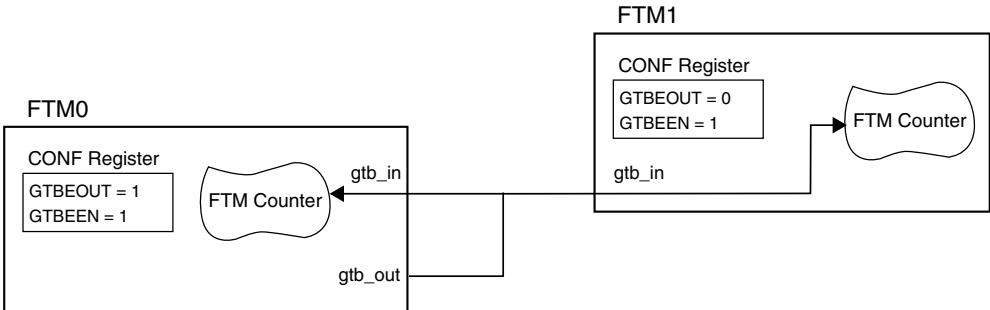 FTM1
CONF Register
GTBEOUT = 0
GTBEEN = 1
FTM Counter
gtb_in
FTM0
CONF Register
GTBEOUT = 1
GTBEEN = 1
FTM Counter
gtb_in
gtb_out